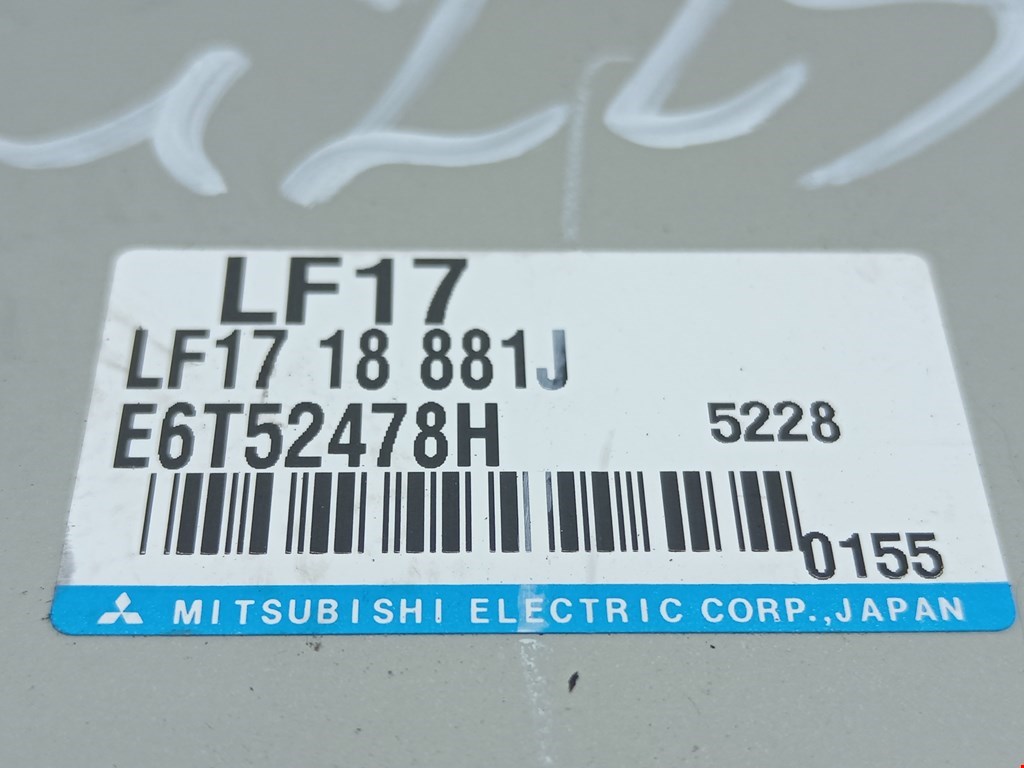 LF17
LF17 18 881J
E6T52478H 5228
0155
MITSUBISHI ELECTRIC CORP.,JAPAN